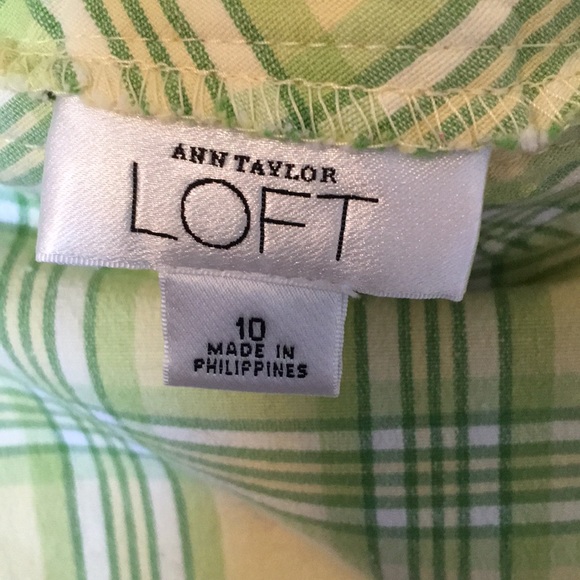 ANN TAYLOR
LOFT
10
MADE IN
PHILIPPINES